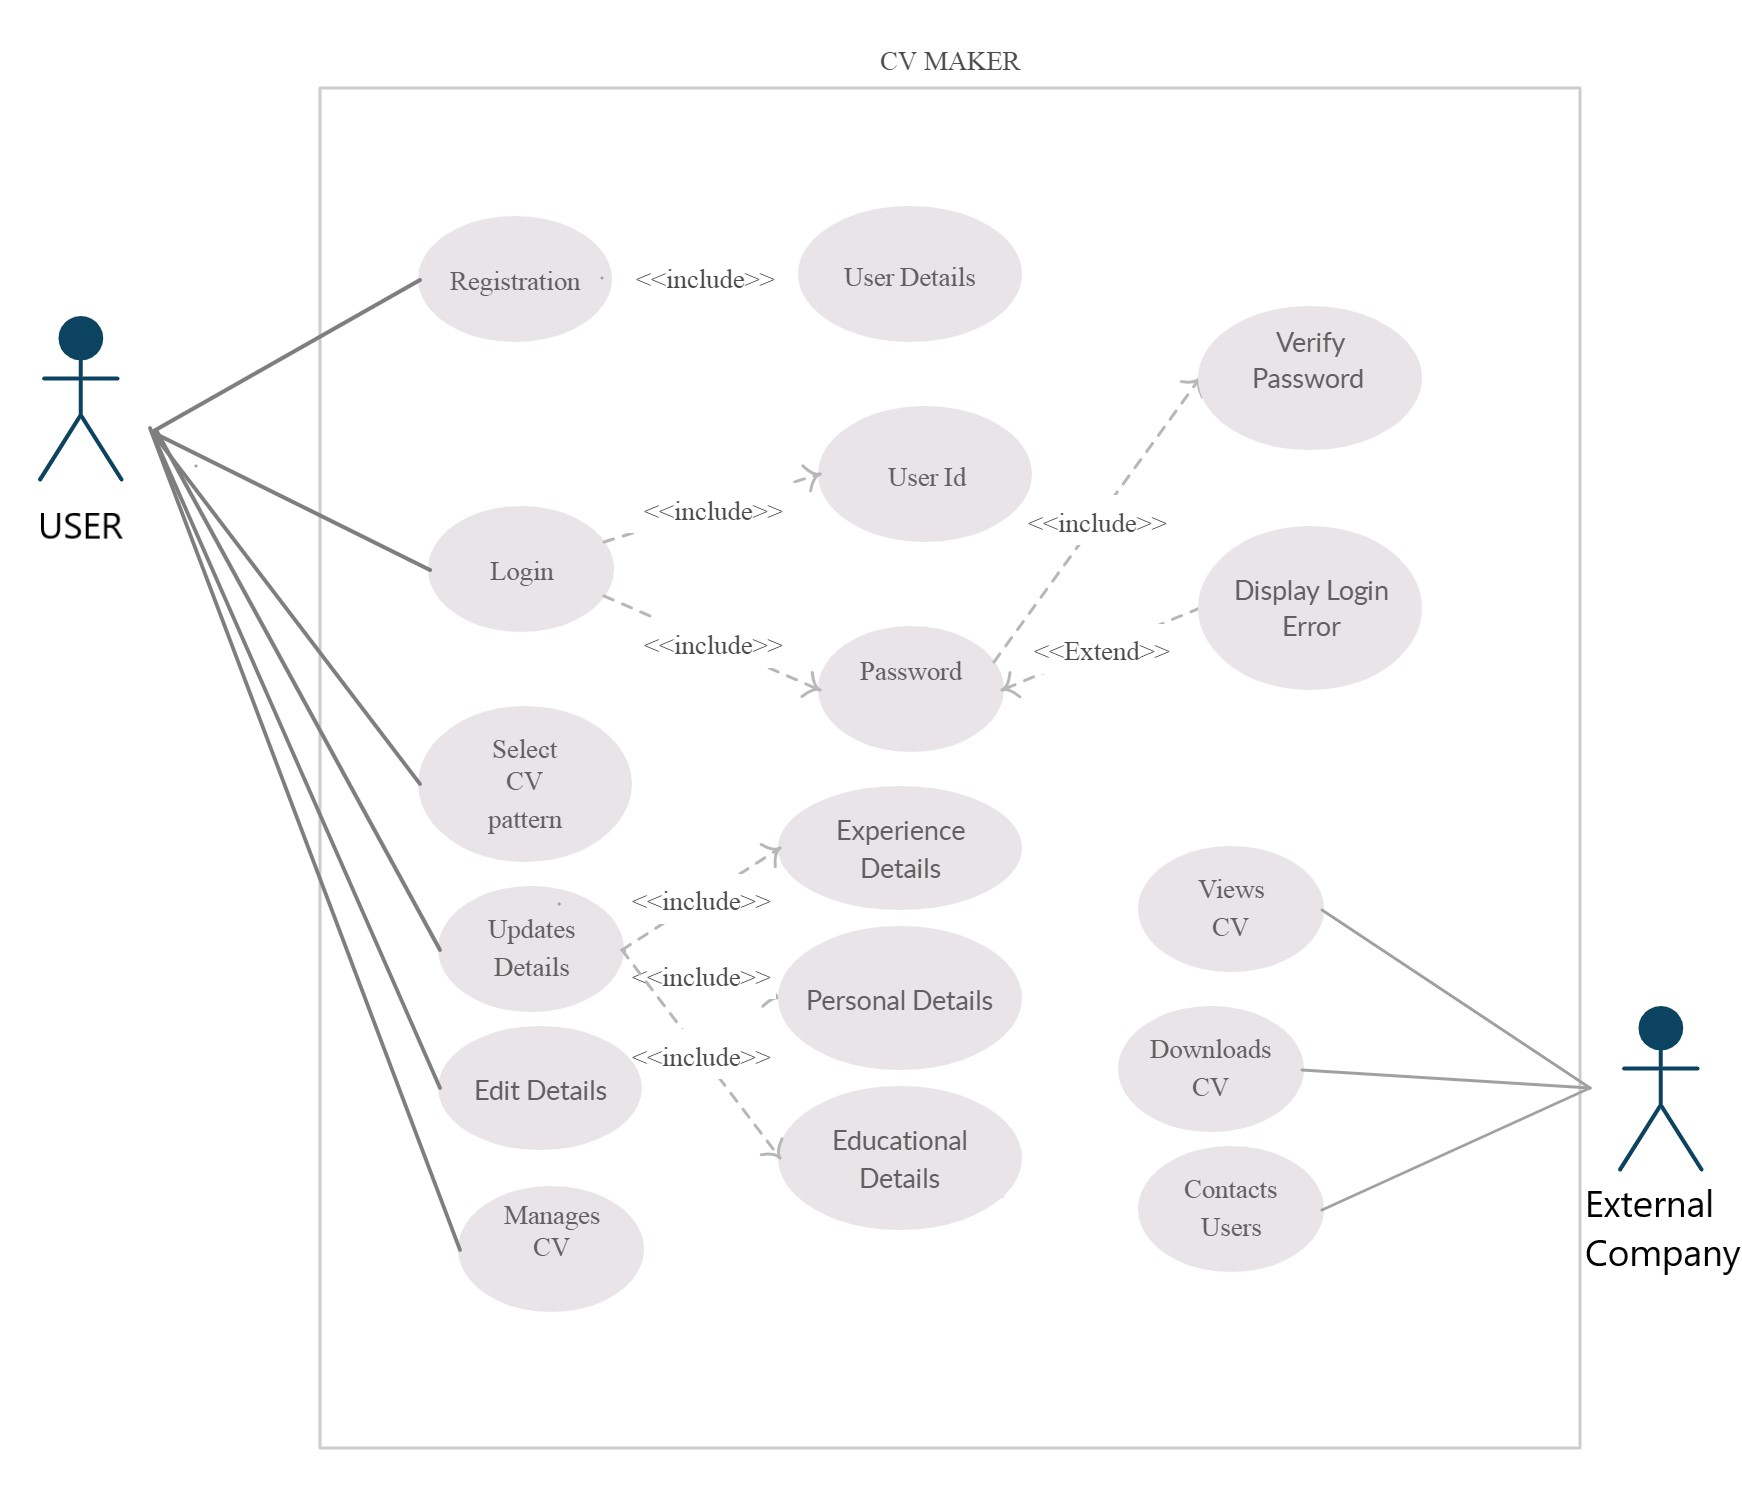 CV MAKER
Registration
<<include>>
User Details
Verify
Password
USER
User Id
<<include>>
<<include>>
Login
Display Login
Error
<<include>>
<<Extend>>
Password
Select
CV
pattern
Experience
Details
<<include>>
Updates
Details
<<include>>
Personal Details
<<include>>
Edit Details
Educational
Details
Manages
CV
Views
CV
Downloads
CV
Contacts
Users
External
Company